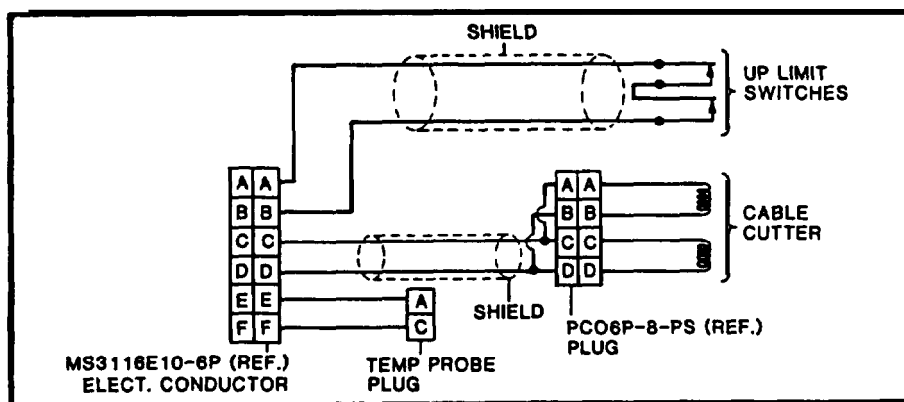 SHIELD
UP LIMIT
SWITCHES
A A
B B
C C
D D
E E
F F
A A
B B
C C
D D
CABLE
CUTTER
A
C
SHIELD
PC06P-8-PS (REF.)
PLUG
MS3116E10-6P (REF.)
ELECT. CONDUCTOR
TEMP PROBE
PLUG